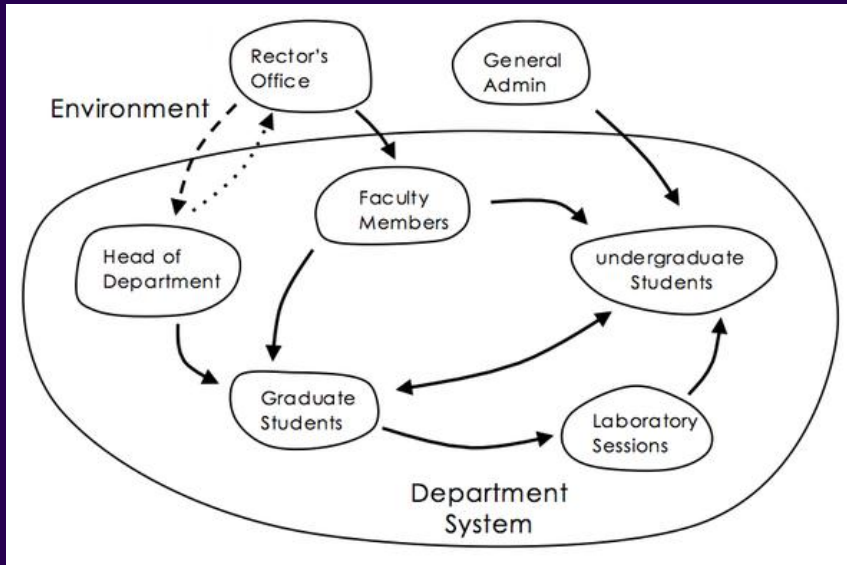 Rector's
Office
General
Admin
Environment
Faculty
Members
Head of
Department
undergraduate
Students
Graduate
Students
Laboratory
Sessions
Department
System